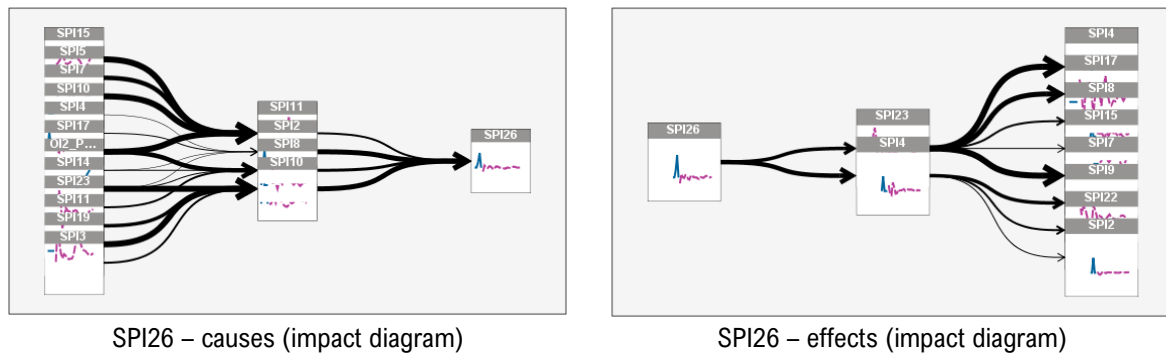 SPI15
SPI5
SPI7
SPI10
SPI4
SPI17
OI2_P...
SPI14
SPI23
SPI11
SPI19
SPI3
SPI11
SPI2
SPI8
SPI10
SPI26
SPI26
SPI23
SPI4
SPI4
SPI17
SPI8
SPI15
SPI7
SPI9
SPI22
SPI2
SPI26 – causes (impact diagram)
SPI26 – effects (impact diagram)